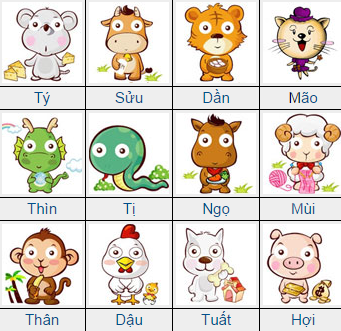 Tý Sửu Dần Mão
Thìn Tị Ngọ Mùi
Thân Dậu Tuất Hợi